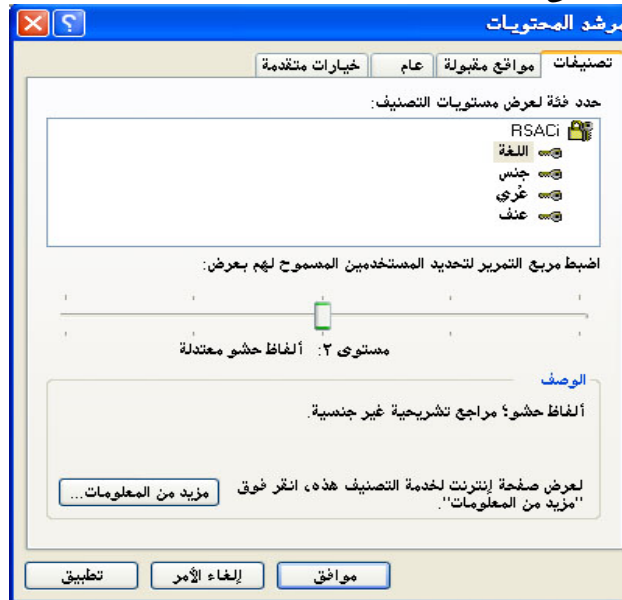 مرشد المحتويات
تصنيفات مواقع مقبولة عام خيارات متقدمة
حدد فئة لعرض مستويات التصنيف:
RSACi
اللغة
جنس
عُري
عنف
اضبط مربع التمرير لتحديد المستخدمين المسموح لهم بعرض:
مستوى ٢: ألفاظ حشو معتدلة
الوصف
ألفاظ حشو؛ مراجع تشريحية غير جنسية.
لعرض صفحة إنترنت لخدمة التصنيف هذه، انقر فوق
''مزيد من المعلومات''.
مزيد من المعلومات...
موافق إلغاء الأمر تطبيق